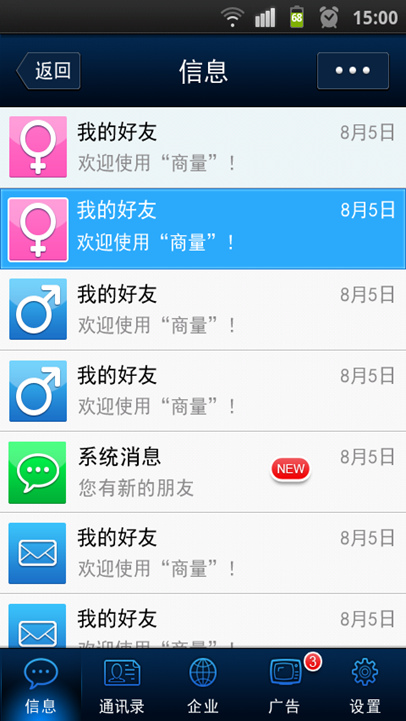 68 15:00
返回 信息
我的好友 8月5日
欢迎使用“商量”！
我的好友 8月5日
欢迎使用“商量”！
我的好友 8月5日
欢迎使用“商量”！
我的好友 8月5日
欢迎使用“商量”！
系统消息 8月5日
NEW
您有新的朋友
我的好友 8月5日
欢迎使用“商量”！
我的好友 8月5日
欢迎使用“商量”！
3
信息 通讯录 企业 广告 设置